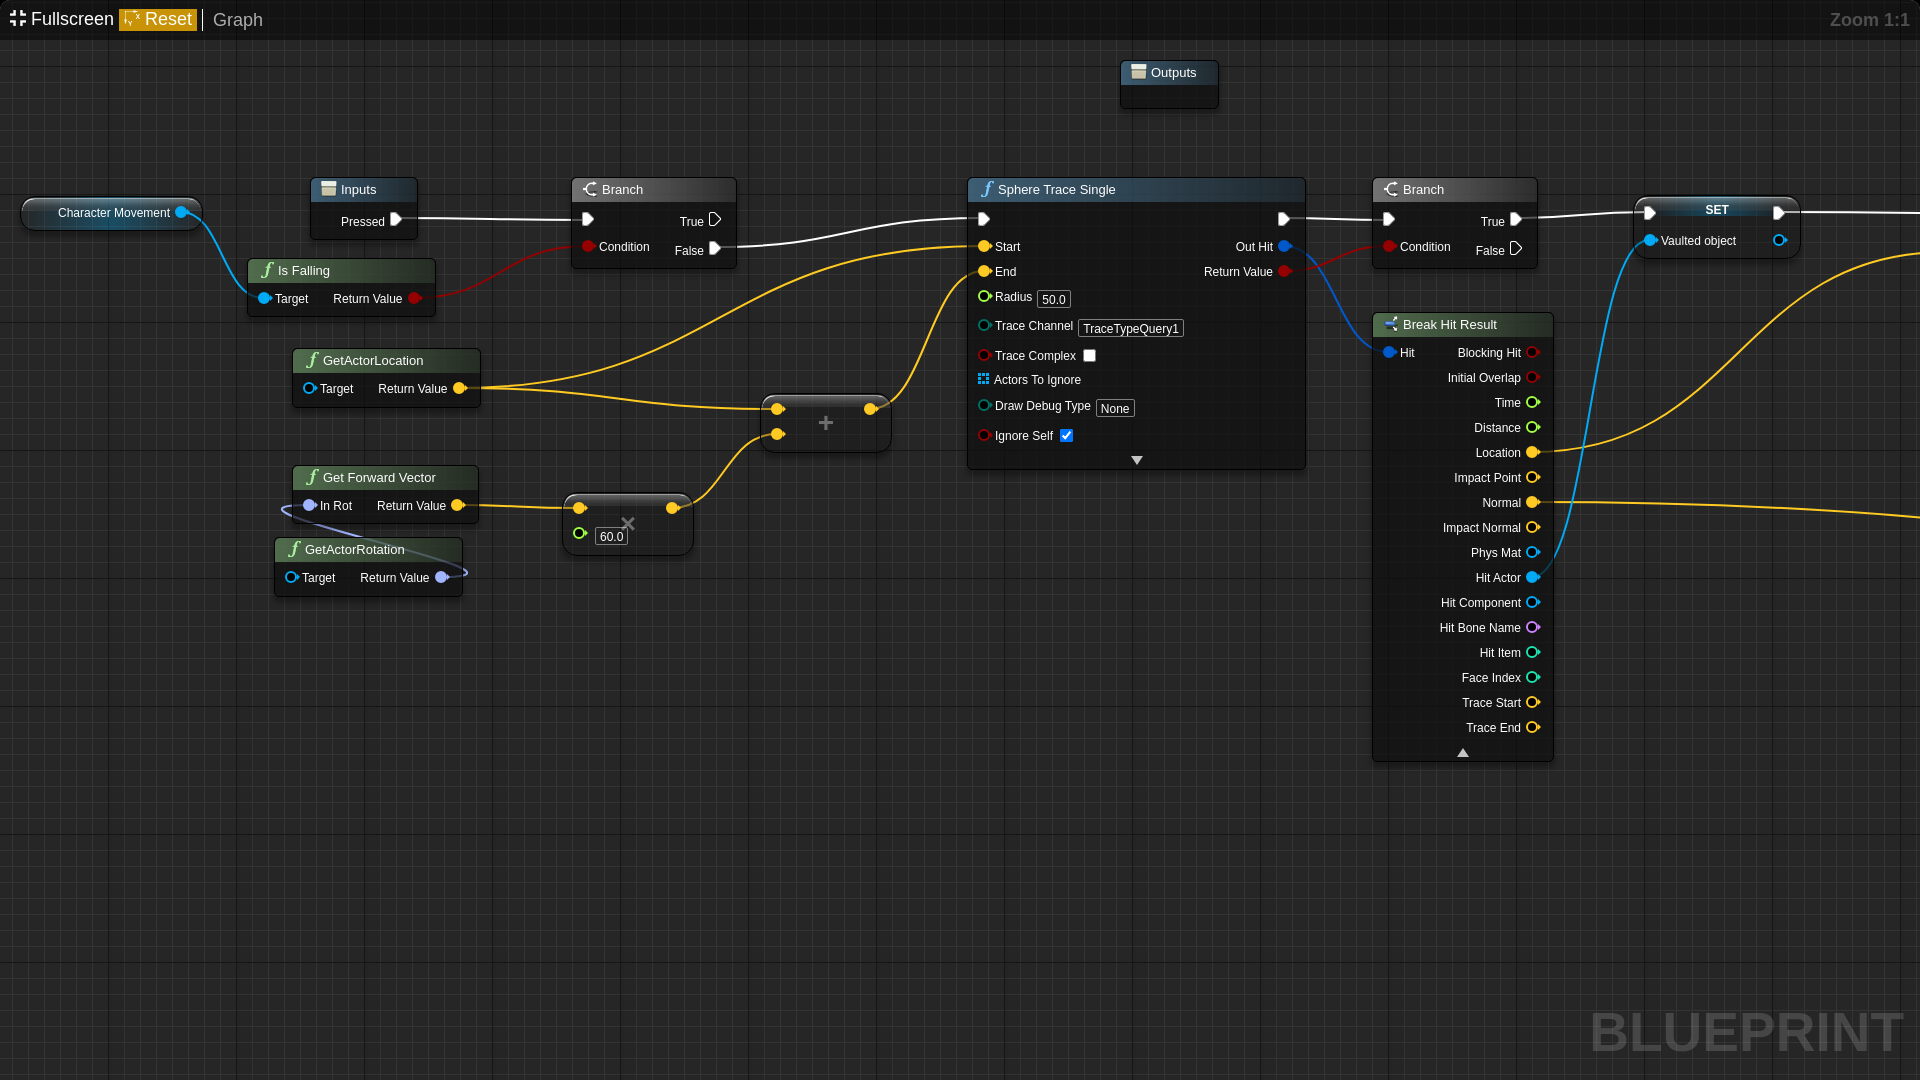 Fullscreen Reset Graph Zoom 1:1
Outputs
Character Movement
Inputs
Pressed
Is Falling
Target Return Value
GetActorLocation
Target Return Value
Get Forward Vector
In Rot Return Value
GetActorRotation
Target Return Value
Branch
True
Condition
False
+
×
60.0
Sphere Trace Single
Start Out Hit
End Return Value
Radius 50.0
Trace Channel TraceTypeQuery1
Trace Complex
Actors To Ignore
Draw Debug Type None
Ignore Self
Branch
True
Condition
False
Break Hit Result
Hit Blocking Hit
Initial Overlap
Time
Distance
Location
Impact Point
Normal
Impact Normal
Phys Mat
Hit Actor
Hit Component
Hit Bone Name
Hit Item
Face Index
Trace Start
Trace End
SET
Vaulted object
BLUEPRINT